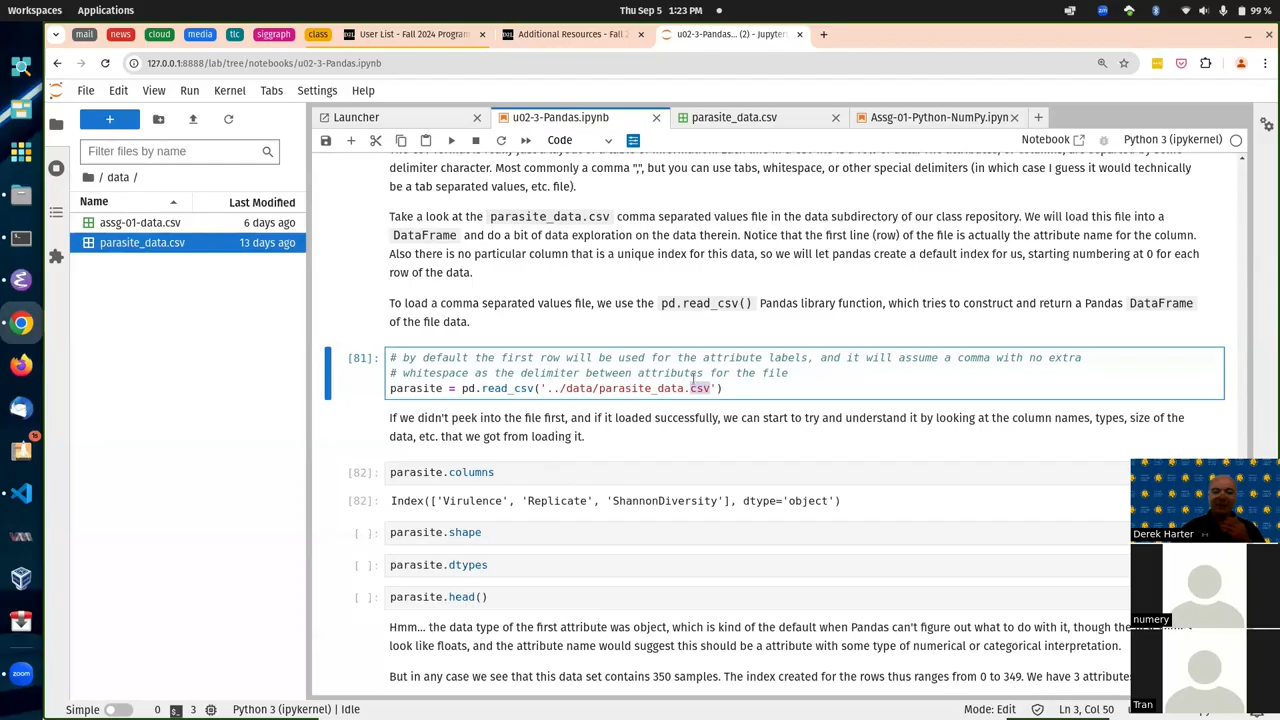 Workspaces Applications Thu Sep 5 1:23 PM 99 %
mail news cloud media tlc siggraph class User List - Fall 2024 Program Additional Resources - Fall 2 u02-3-Pandas... (2) - Jupyter
127.0.0.1:8888/lab/tree/notebooks/u02-3-Pandas.ipynb
File Edit View Run Kernel Tabs Settings Help
Launcher u02-3-Pandas.ipynb parasite_data.csv Assg-01-Python-NumPy.ipyn
Code Notebook Python 3 (ipykernel)
Filter files by name
/ data /
Name Last Modified
assg-01-data.csv 6 days ago
parasite_data.csv 13 days ago
delimiter character. Most commonly a comma ",", but you can use tabs, whitespace, or other special delimiters (in which case I guess it would technically
be a tab separated values, etc. file).
Take a look at the parasite_data.csv comma separated values file in the data subdirectory of our class repository. We will load this file into a
DataFrame and do a bit of data exploration on the data therein. Notice at the first line (row) of the file is actually the attribute name for the column.
Also there is no particular column that is a unique index for this data, so we will let pandas create a default index for us, starting numbering at 0 for each
row of the data.
To load a comma separated values file, we use the pd.read_csv() Pandas library function, which tries to construct and return a Pandas DataFrame
of the file data.
[81]: # by default the first row will be used for the attribute labels, and it will assume a comma with no extra
# whitespace as the delimiter between attributes for the file
parasite = pd.read_csv('../data/parasite_data.csv')
If we didn't peek into the file first, and if it loaded successfully, we can start to try and understand it by looking at the column names, types, size of the
data, etc. that we got from loading it.
[82]: parasite.columns
[82]: Index(['Virulence', 'Replicate', 'ShannonDiversity'], dtype='object')
[ ]: parasite.shape
[ ]: parasite.dtypes
[ ]: parasite.head()
Hmm... the data type of the first attribute was object, which is kind of the default when Pandas can't figure out what to do with it, though the
look like floats, and the attribute name would suggest this should be a attribute with some type of numerical or categorical interpretation.
But in any case we see that this data set contains 350 samples. The index created for the rows thus ranges from 0 to 349. We have 3 attributes
Derek Harter
numery
Tran
Simple 0 3 Python 3 (ipykernel) | Idle Mode: Edit Ln 3, Col 50